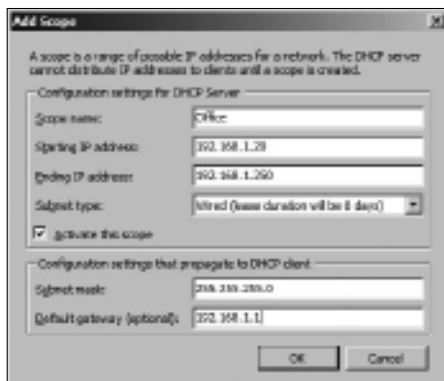 Add Scope
A scope is a range of possible IP addresses for a network. The DHCP server
cannot distribute IP addresses to clients until a scope is created.
Configuration settings for DHCP Server
Scope name: Office
Starting IP address: 192.168.1.20
Ending IP address: 192.168.1.250
Subnet type: Wired (lease duration will be 8 days)
Activate this scope
Configuration settings that propagate to DHCP client
Subnet mask: 255.255.255.0
Default gateway (optional): 192.168.1.1
OK Cancel